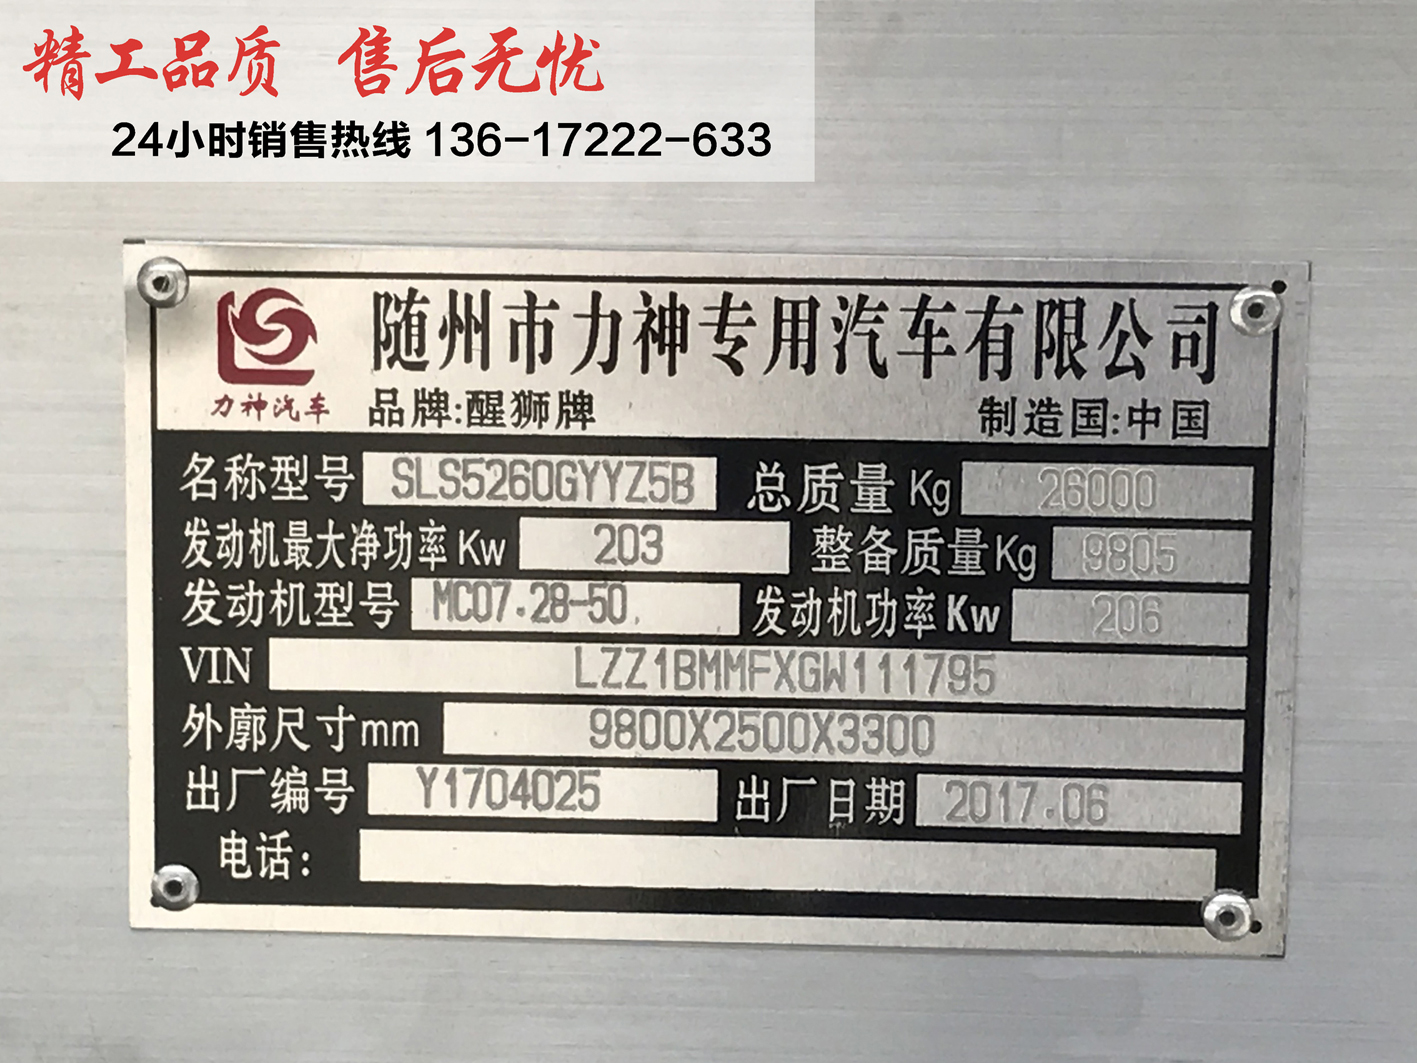 精工品质 售后无忧
24小时销售热线 136-17222-633
随州市力神专用汽车有限公司
力神汽车 品牌:醒狮牌 制造国:中国
名称型号 SLS5260GYYZ5B 总质量Kg 26000
发动机最大净功率Kw 203 整备质量Kg 9805
发动机型号 MC07.28-50. 发动机功率Kw 206
VIN LZZ1BMMFXGW111795
外廓尺寸mm 9800X2500X3300
出厂编号 Y1704025 出厂日期 2017.06
电话: